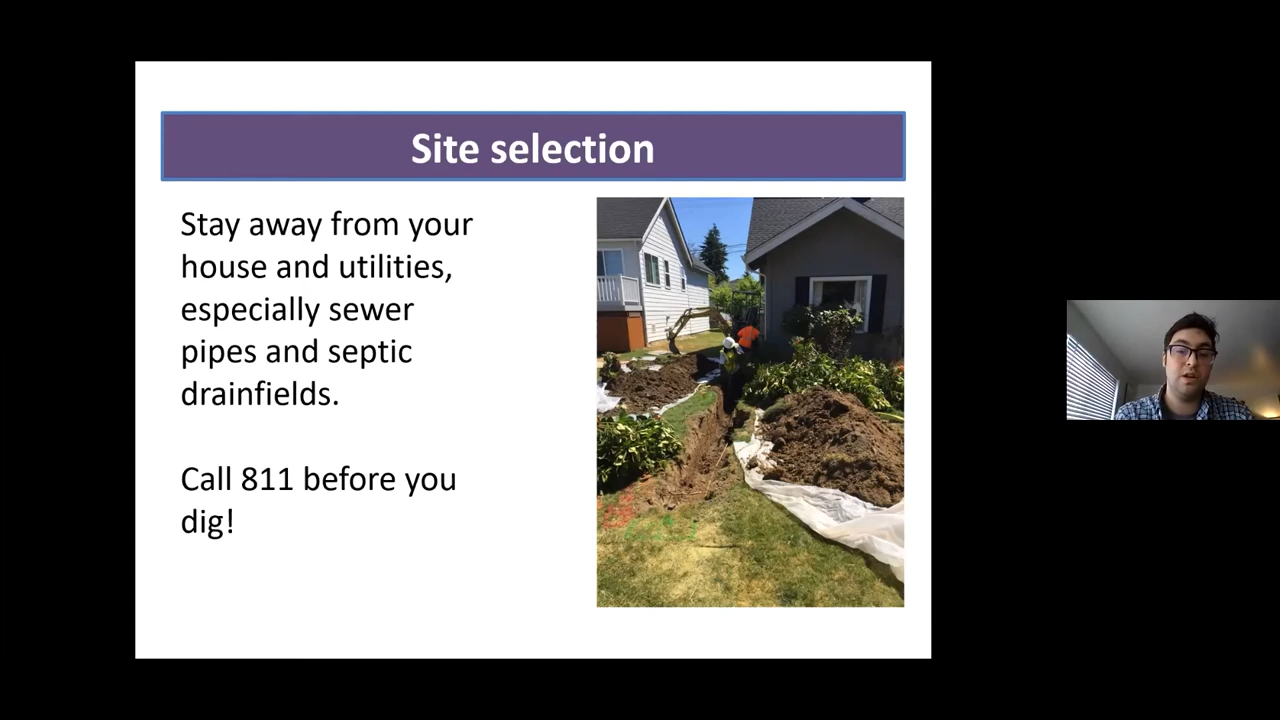 Site selection
Stay away from your
house and utilities,
especially sewer
pipes and septic
drainfields.
Call 811 before you
dig!